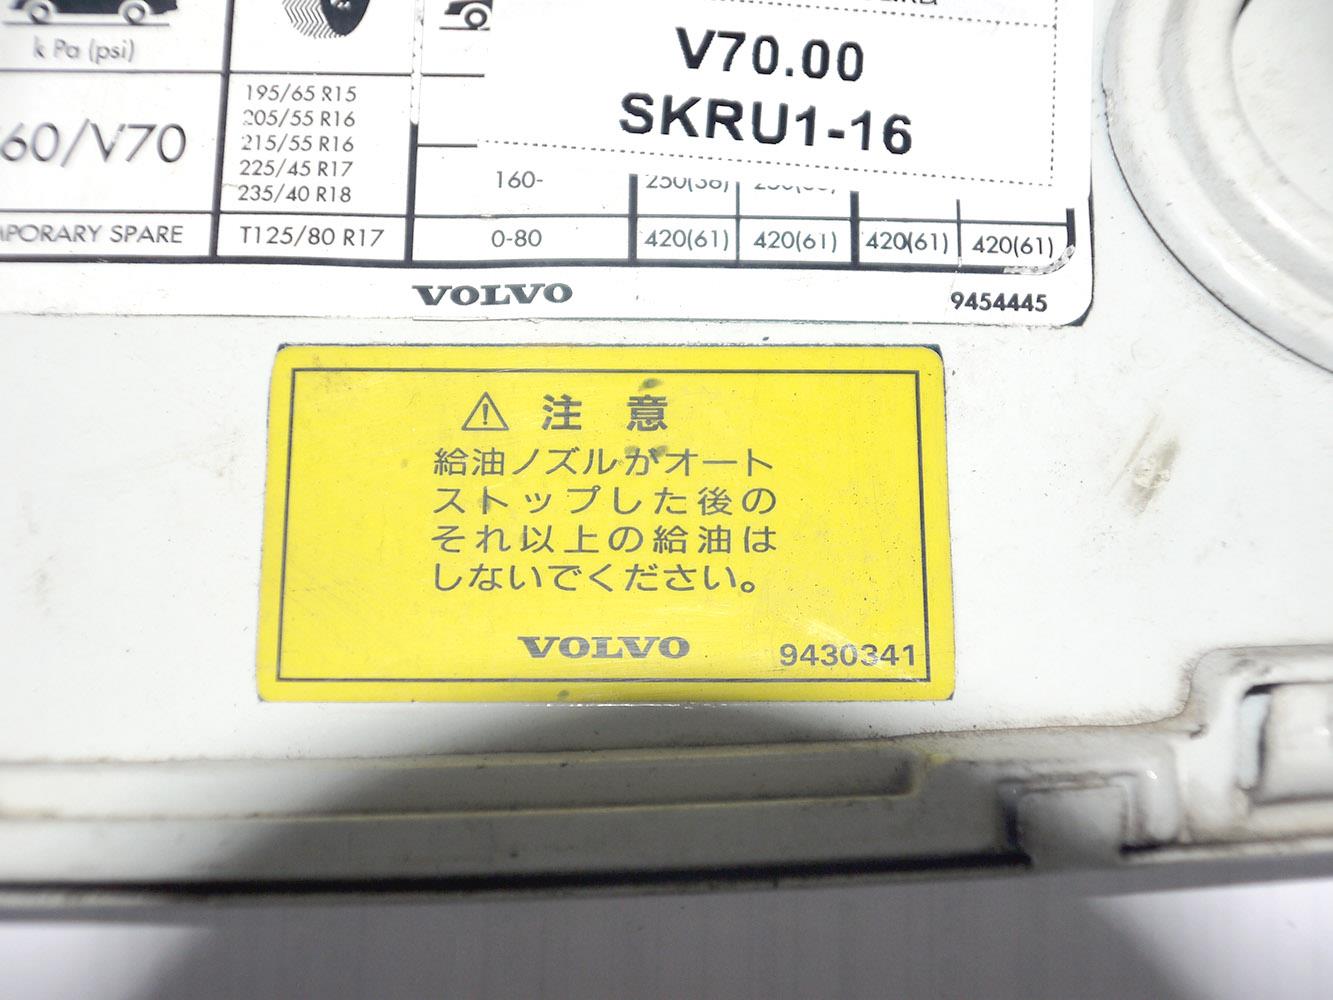 V70.00
SKRU1-16
k Pa (psi)
60/V70
195/65 R15
205/55 R16
215/55 R16
225/45 R17
235/40 R18
160-
SPARE
T125/80 R17
0-80
420(61)
420(61)
420(61)
420(61)
VOLVO
9454445
注意
給油ノズルがオート
ストップした後の
それ以上の給油は
しないでください。
VOLVO
9430341